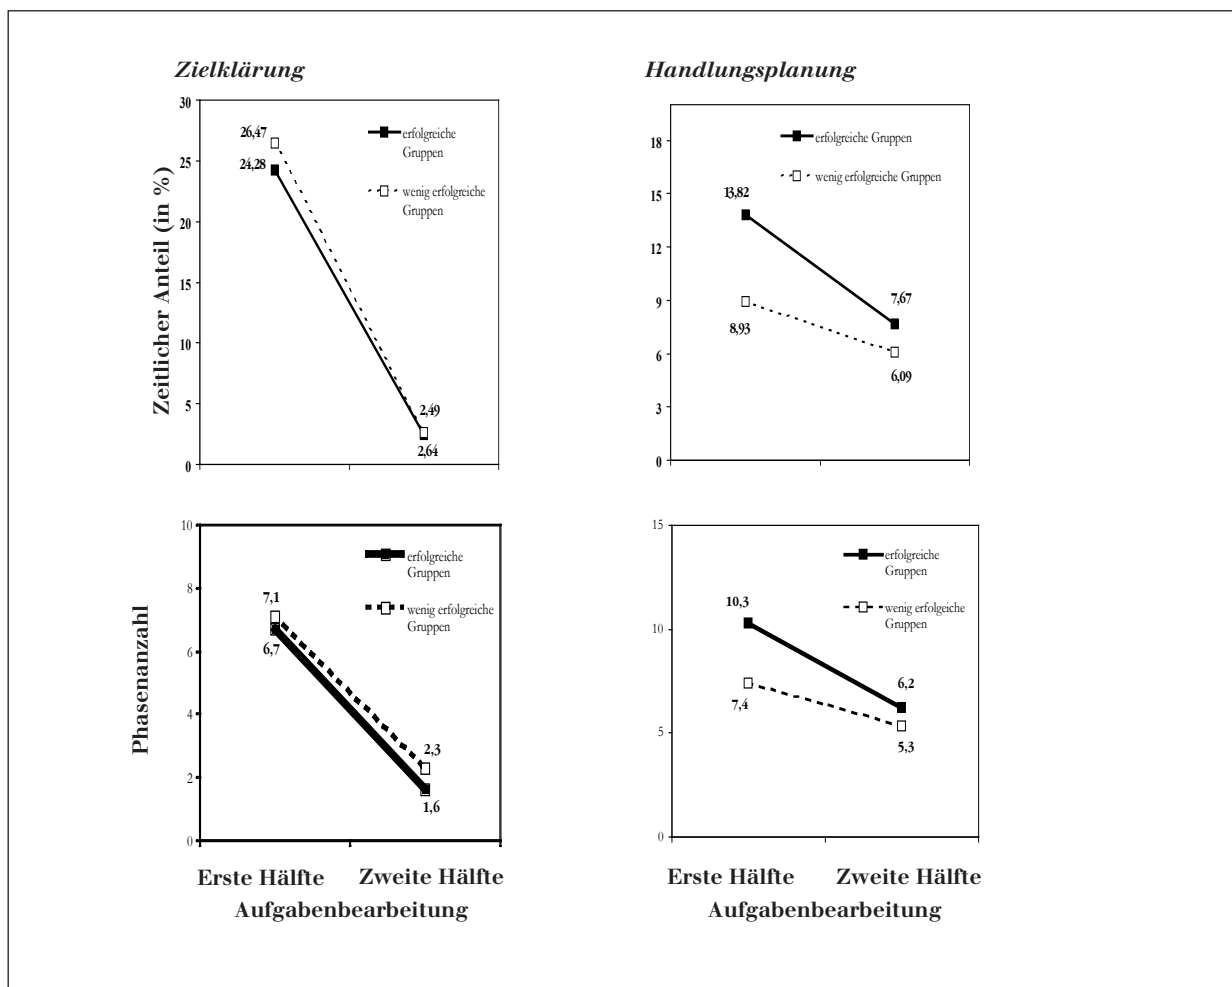 Zielklärung
Handlungsplanung
Zeitlicher Anteil (in %)
30
25
20
15
10
5
0
26,47
24,28
2,49
2,64
erfolgreiche
Gruppen
wenig erfolgreiche
Gruppen
18
15
12
9
6
3
0
13,82
8,93
7,67
6,09
erfolgreiche Gruppen
wenig erfolgreiche Gruppen
Phasenanzahl
10
8
6
4
2
0
7,1
6,7
2,3
1,6
erfolgreiche
Gruppen
wenig erfolgreiche
Gruppen
Erste Hälfte Zweite Hälfte
Aufgabenbearbeitung
15
10
5
0
10,3
7,4
6,2
5,3
erfolgreiche
Gruppen
wenig erfolgeiche
Gruppen
Erste Hälfte Zweite Hälfte
Aufgabenbearbeitung